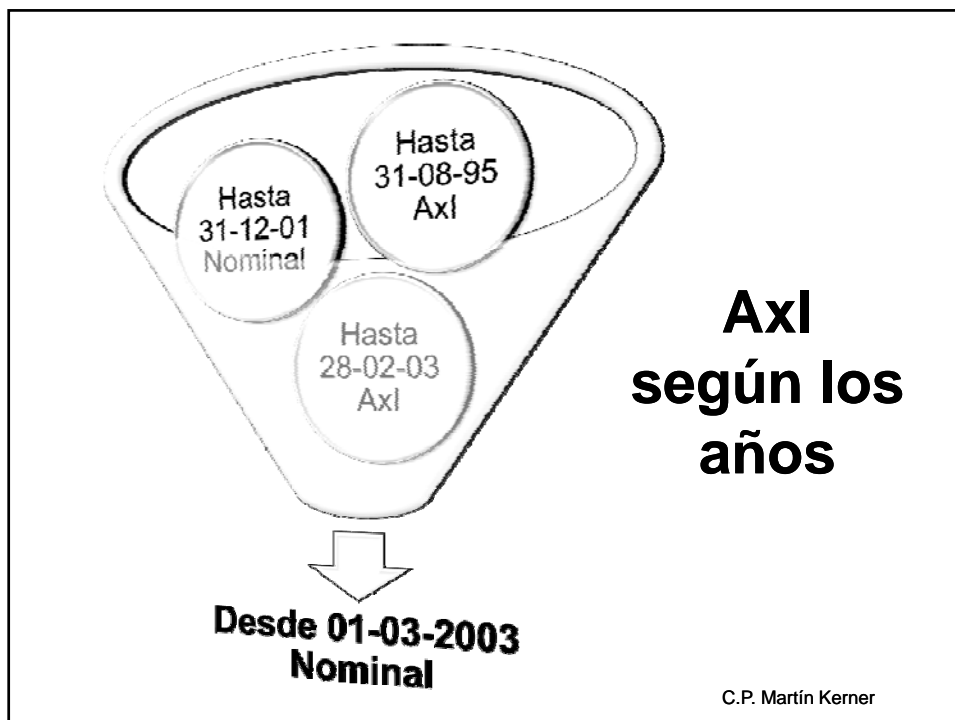 Hasta
31-08-95
AxI
Hasta
31-12-01
Nominal
Hasta
28-02-03
AxI
Desde 01-03-2003
Nominal
AxI
según los
años
C.P. Martín Kerner